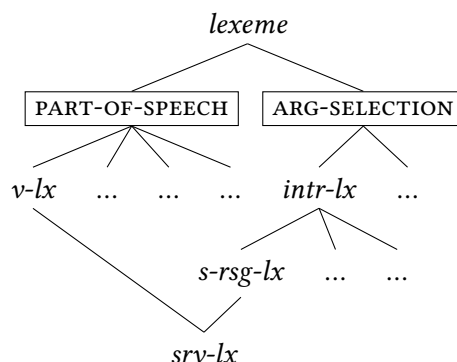 lexeme
PART-OF-SPEECH ARG-SELECTION
v-lx ... ... ... intr-lx ...
s-rsg-lx ... ...
srv-lx